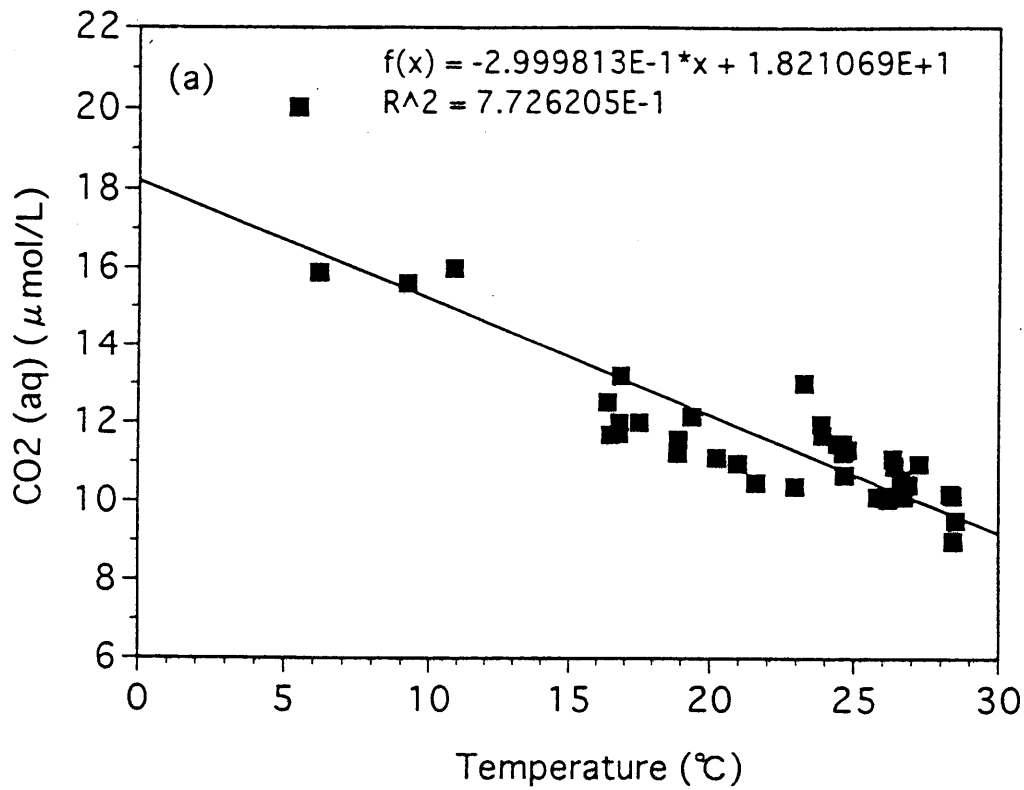 (a)
f(x) = -2.999813E-1*x + 1.821069E+1
R^2 = 7.726205E-1
22
20
18
16
14
12
10
8
6
CO2 (aq) (μmol/L)
0 5 10 15 20 25 30
Temperature (℃)